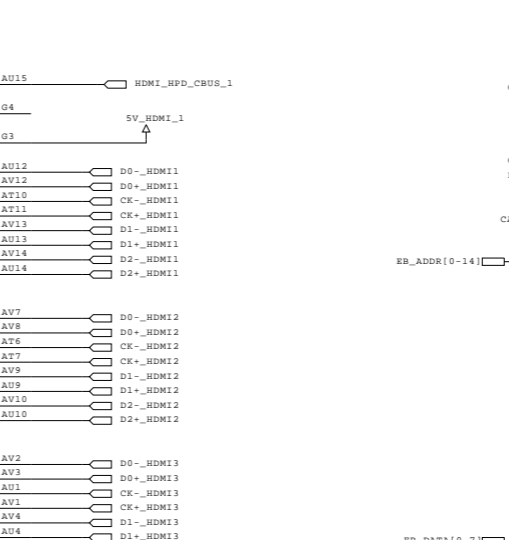 AU15 HDMI_HPD_CBUS_1
G4
5V_HDMI_1
G3
AU12 D0-_HDMI1
AV12 D0+_HDMI1
AT10 CK-_HDMI1
AT11 CK+_HDMI1
AV13 D1-_HDMI1
AU13 D1+_HDMI1
AV14 D2-_HDMI1
AU14 D2+_HDMI1
EB_ADDR[0-14]
AV7 D0-_HDMI2
AV8 D0+_HDMI2
AT6 CK-_HDMI2
AT7 CK+_HDMI2
AV9 D1-_HDMI2
AU9 D1+_HDMI2
AV10 D2-_HDMI2
AU10 D2+_HDMI2
AV2 D0-_HDMI3
AV3 D0+_HDMI3
AU1 CK-_HDMI3
AV1 CK+_HDMI3
AV4 D1-_HDMI3
AU4 D1+_HDMI3